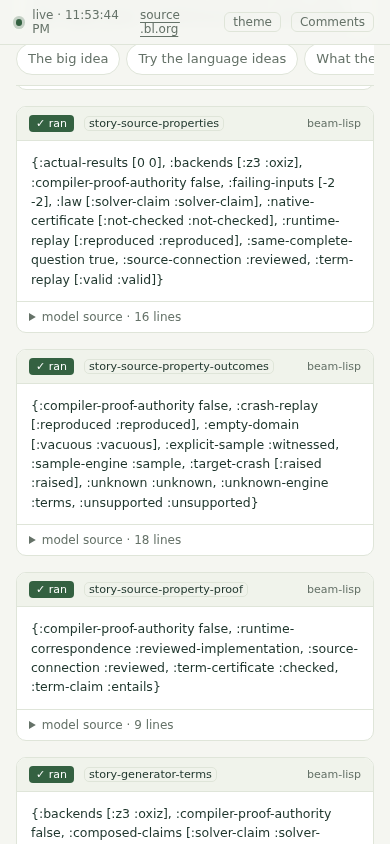 live · 11:53:44 PM
source.bl.org
theme
Comments
The big idea
Try the language ideas
What the
✓ ran story-source-properties beam-lisp
{:actual-results [0 0], :backends [:z3 :oxiz],
:compiler-proof-authority false, :failing-inputs [-2
-2], :law [:solver-claim :solver-claim], :native-
certificate [:not-checked :not-checked], :runtime-
replay [:reproduced :reproduced], :same-complete-
question true, :source-connection :reviewed, :term-
replay [:valid :valid]}
▶ model source · 16 lines
✓ ran story-source-property-outcomes beam-lisp
{:compiler-proof-authority false, :crash-replay
[:reproduced :reproduced], :empty-domain
[:vacuous :vacuous], :explicit-sample :witnessed,
:sample-engine :sample, :target-crash [:raised
:raised], :unknown :unknown, :unknown-engine
:terms, :unsupported :unsupported}
▶ model source · 18 lines
✓ ran story-source-property-proof beam-lisp
{:compiler-proof-authority false, :runtime-
correspondence :reviewed-implementation, :source-
connection :reviewed, :term-certificate :checked,
:term-claim :entails}
▶ model source · 9 lines
✓ ran story-generator-terms beam-lisp
{:backends [:z3 :oxiz], :compiler-proof-authority
false, :composed-claims [:solver-claim :solver-